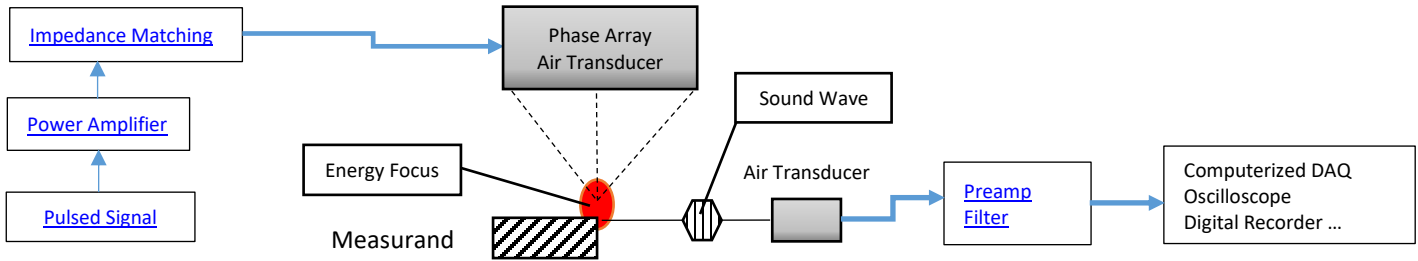 Impedance Matching
Power Amplifier
Pulsed Signal
Phase Array
Air Transducer
Energy Focus
Measurand
Sound Wave
Air Transducer
Preamp
Filter
Computerized DAQ
Oscilloscope
Digital Recorder ...